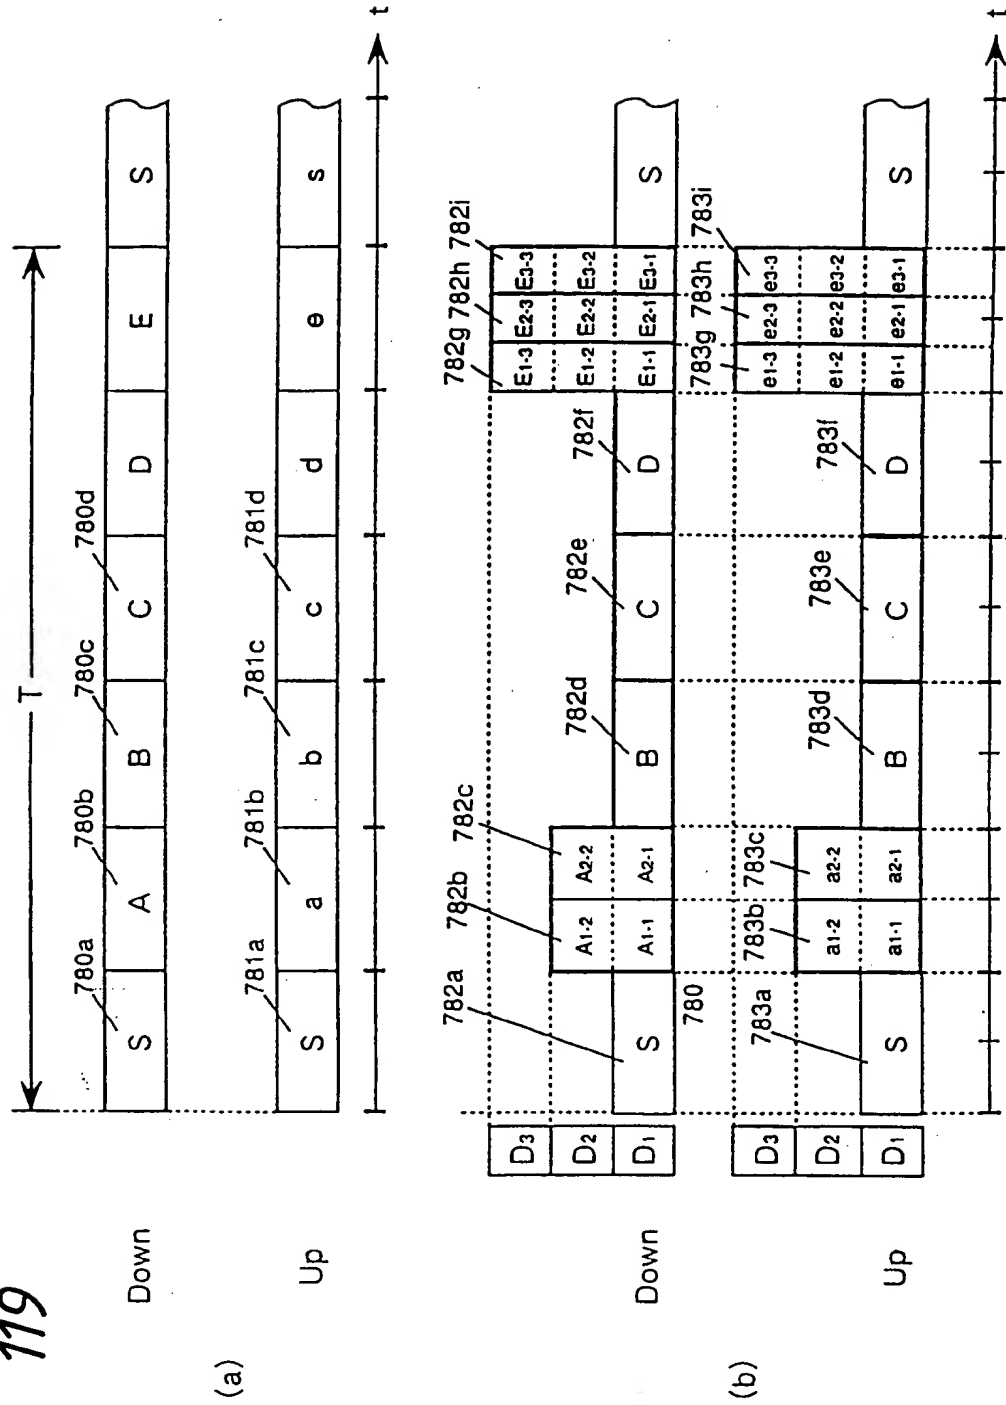 119
(a)
T
780a 780b 780c 780d
Down S A B C D E S
781a 781b 781c 781d
Up S a b c d e s
t
(b)
782g 782h 782i
D3 E1-3 E2-3 E3-3
782a 782b 782c 782d 782e 782f
D2 A1-2 A2-2 E1-2 E2-2 E3-2
Down D1 S A1-1 A2-1 B C D E1-1 E2-1 E3-1 S
780
783g 783h 783i
D3 e1-3 e2-3 e3-3
783a 783b 783c 783d 783e 783f
D2 a1-2 a2-2 e1-2 e2-2 e3-2
Up D1 S a1-1 a2-1 B C D e1-1 e2-1 e3-1 S
t